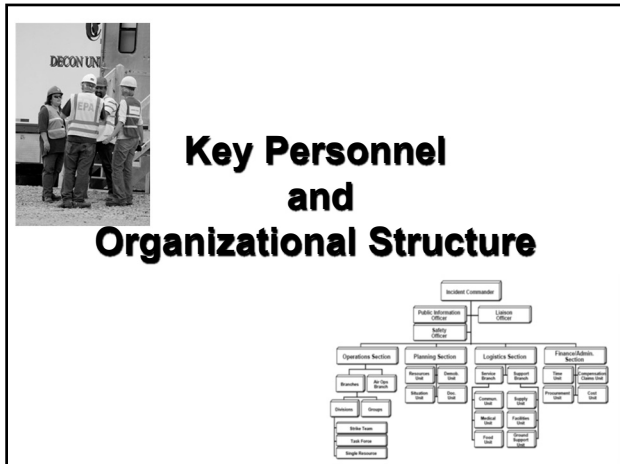 DECON UNI
EPA
Key Personnel
and
Organizational Structure
Incident Commander
Public Information
Officer
Liaison
Officer
Safety
Officer
Operations Section
Planning Section
Logistics Section
Finance/Admin.
Section
Branches
Air Ops
Branch
Resources
Unit
Demob.
Unit
Service
Branch
Support
Branch
Time
Unit
Compensation
Claims Unit
Situation
Unit
Doc.
Unit
Procurement
Unit
Cost
Unit
Divisions
Groups
Commun.
Unit
Supply
Unit
Medical
Unit
Facilities
Unit
Food
Unit
Ground
Support Unit
Strike Team
Task Force
Single Resource